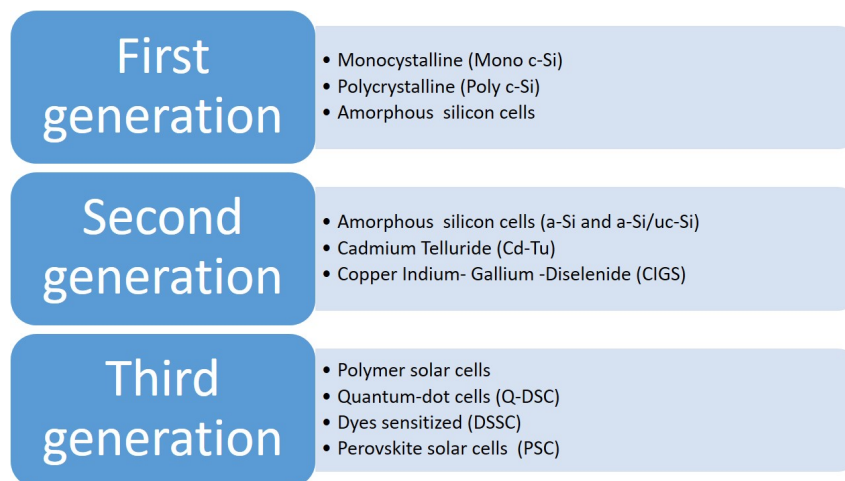 First
generation
• Monocystalline (Mono c-Si)
• Polycrystalline (Poly c-Si)
• Amorphous silicon cells
Second
generation
• Amorphous silicon cells (a-Si and a-Si/uc-Si)
• Cadmium Telluride (Cd-Tu)
• Copper Indium- Gallium -Diselenide (CIGS)
Third
generation
• Polymer solar cells
• Quantum-dot cells (Q-DSC)
• Dyes sensitized (DSSC)
• Perovskite solar cells (PSC)